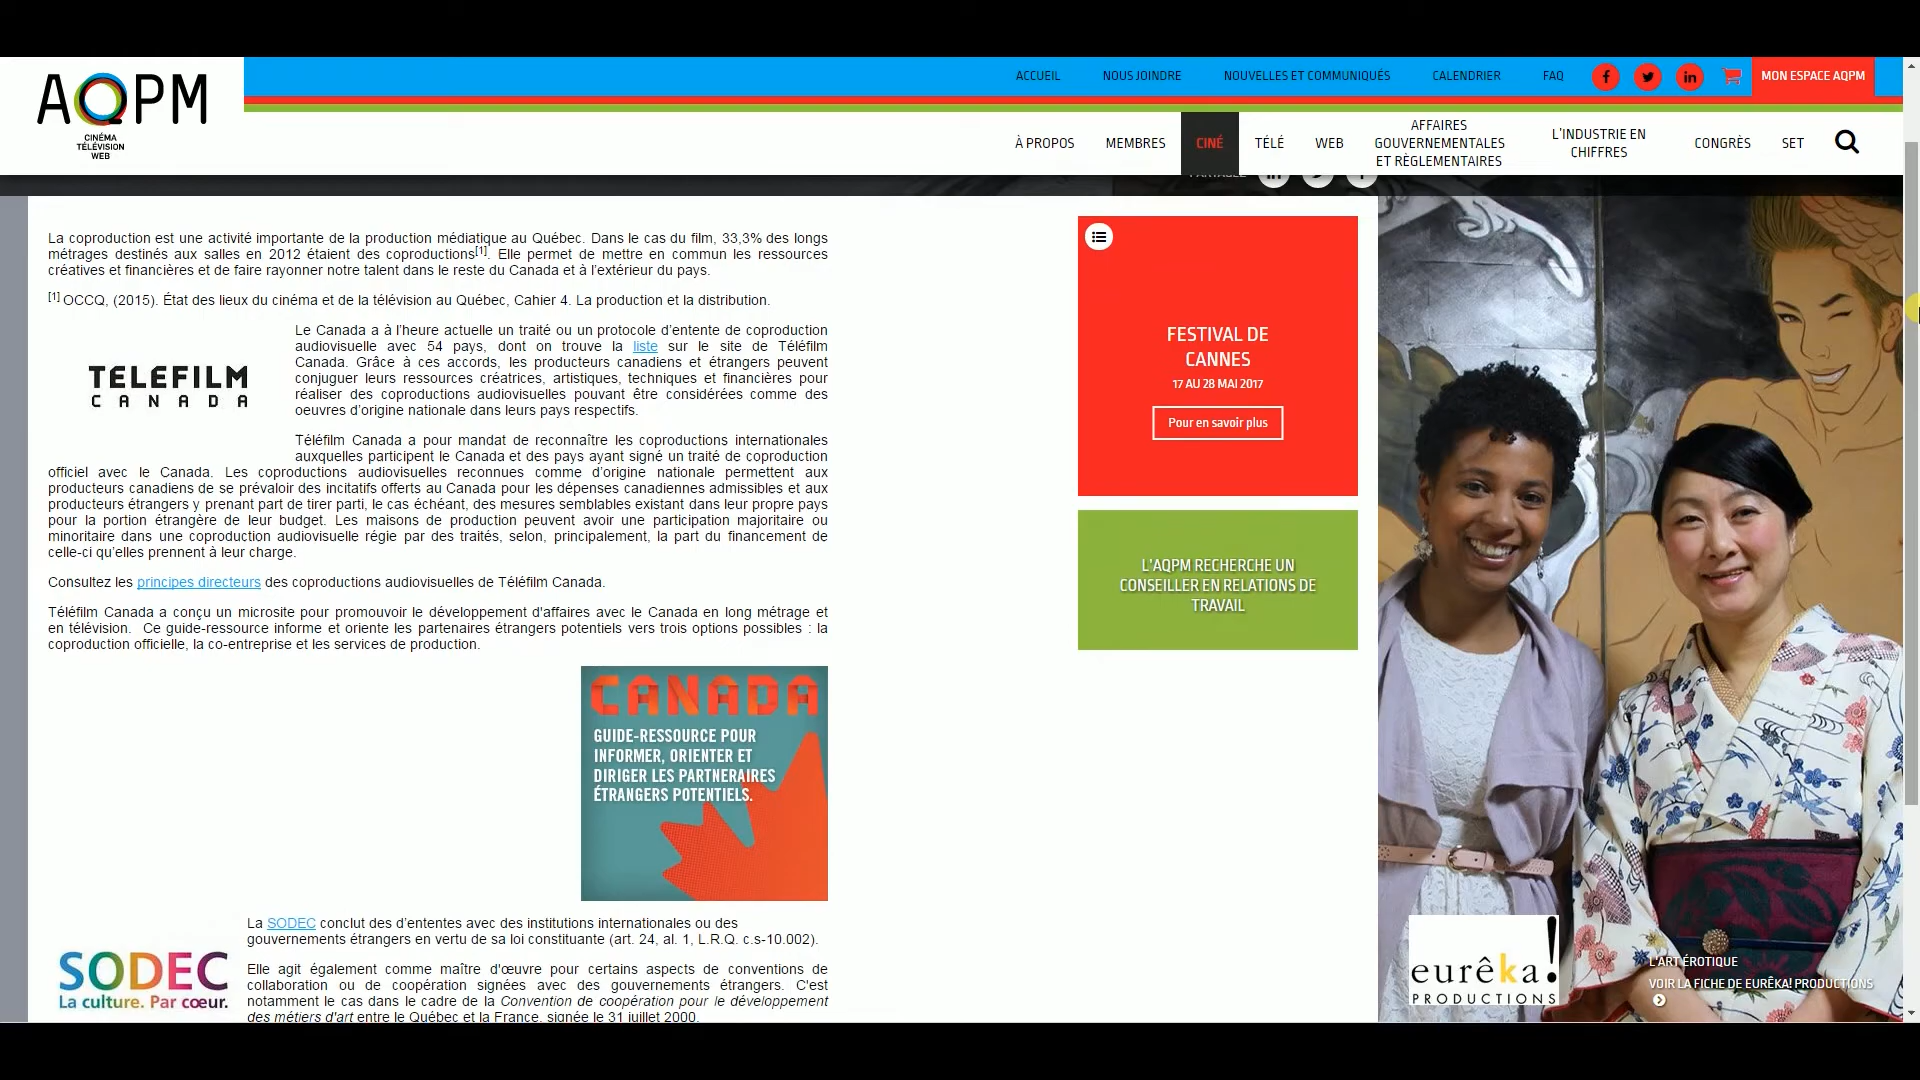 AQPM
CINÉMA
TÉLÉVISION
WEB
ACCUEIL
NOUS JOINDRE
NOUVELLES ET COMMUNIQUÉS
CALENDRIER
FAQ
MON ESPACE AQPM
À PROPOS
MEMBRES
CINÉ
TÉLÉ
WEB
AFFAIRES
GOUVERNEMENTALES
ET RÈGLEMENTAIRES
L'INDUSTRIE EN
CHIFFRES
CONGRÈS
SET
La coproduction est une activité importante de la production médiatique au Québec. Dans le cas du film, 33,3% des longs
métrages destinés aux salles en 2012 étaient des coproductions[1]. Elle permet de mettre en commun les ressources
créatives et financières et de faire rayonner notre talent dans le reste du Canada et à l'extérieur du pays.
[1] OCCQ, (2015). État des lieux du cinéma et de la télévision au Québec, Cahier 4. La production et la distribution.
TELEFILM
CANADA
Le Canada a à l'heure actuelle un traité ou un protocole d'entente de coproduction
audiovisuelle avec 54 pays, dont on trouve la liste sur le site de Téléfilm
Canada. Grâce à ces accords, les producteurs canadiens et étrangers peuvent
conjuguer leurs ressources créatrices, artistiques, techniques et financières pour
réaliser des coproductions audiovisuelles pouvant être considérées comme des
oeuvres d'origine nationale dans leurs pays respectifs.
Téléfilm Canada a pour mandat de reconnaître les coproductions internationales
auxquelles participent le Canada et des pays ayant signé un traité de coproduction
officiel avec le Canada. Les coproductions audiovisuelles reconnues comme d'origine nationale permettent aux
producteurs canadiens de se prévaloir des incitatifs offerts au Canada pour les dépenses canadiennes admissibles et aux
producteurs étrangers y prenant part de tirer parti, le cas échéant, des mesures semblables existant dans leur propre pays
pour la portion étrangère de leur budget. Les maisons de production peuvent avoir une participation majoritaire ou
minoritaire dans une coproduction audiovisuelle régie par des traités, selon, principalement, la part du financement de
celle-ci qu'elles prennent à leur charge.
Consultez les principes directeurs des coproductions audiovisuelles de Téléfilm Canada.
Téléfilm Canada a conçu un microsite pour promouvoir le développement d'affaires avec le Canada en long métrage et
en télévision. Ce guide-ressource informe et oriente les partenaires étrangers potentiels vers trois options possibles : la
coproduction officielle, la co-entreprise et les services de production.
CANADA
GUIDE-RESSOURCE POUR
INFORMER, ORIENTER ET
DIRIGER LES PARTNERAIRES
ÉTRANGERS POTENTIELS.
SODEC
La culture. Par cœur.
La SODEC conclut des d'ententes avec des institutions internationales ou des
gouvernements étrangers en vertu de sa loi constituante (art. 24, al. 1, L.R.Q. c.s-10.002).
Elle agit également comme maître d'œuvre pour certains aspects de conventions de
collaboration ou de coopération signées avec des gouvernements étrangers. C'est
notamment le cas dans le cadre de la Convention de coopération pour le développement
des métiers d'art entre le Québec et la France, signée le 31 juillet 2000.
FESTIVAL DE
CANNES
17 AU 28 MAI 2017
Pour en savoir plus
L'AQPM RECHERCHE UN
CONSEILLER EN RELATIONS DE
TRAVAIL
eurêka!
PRODUCTIONS
L'ART ÉROTIQUE
VOIR LA FICHE DE EURÊKA! PRODUCTIONS